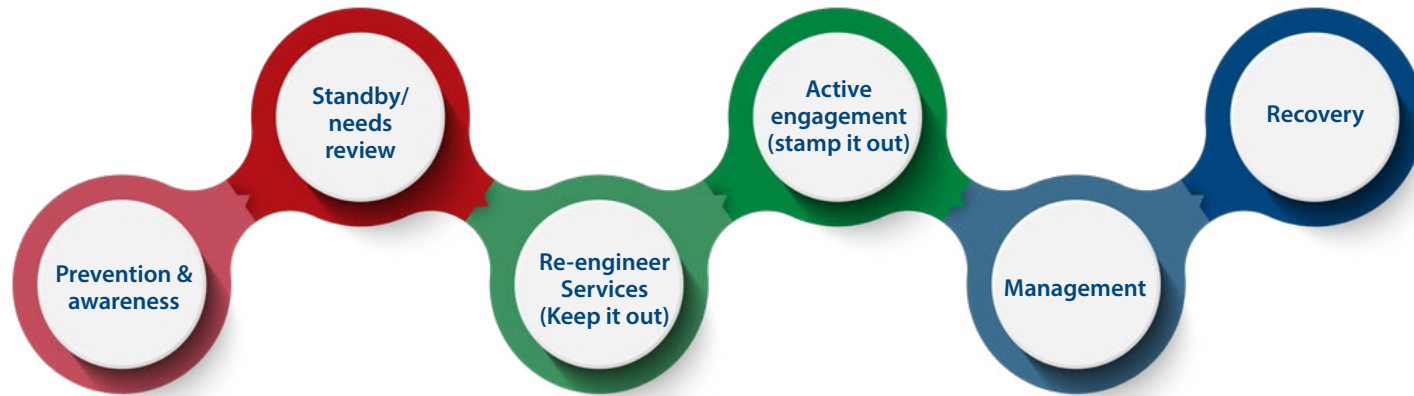 Prevention &
awareness
Standby/
needs
review
Re-engineer
Services
(Keep it out)
Active
engagement
(stamp it out)
Management
Recovery